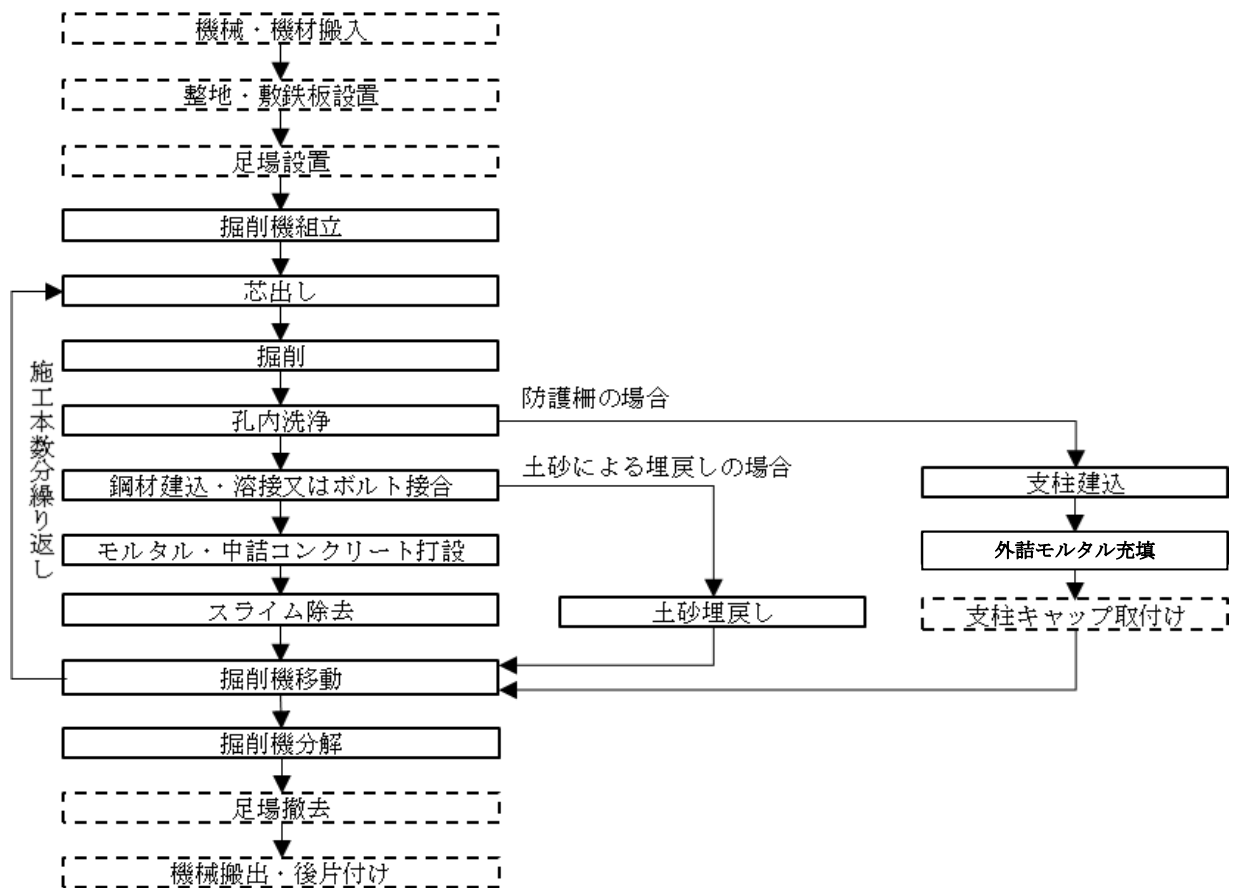 機械・機材搬入
整地・敷鉄板設置
足場設置
掘削機組立
芯出し
掘削
孔内洗浄
防護柵の場合
鋼材建込・溶接又はボルト接合
土砂による埋戻しの場合
支柱建込
モルタル・中詰コンクリート打設
外詰モルタル充填
スライム除去
土砂埋戻し
支柱キャップ取付け
掘削機移動
施工本数分繰り返し
掘削機分解
足場撤去
機械搬出・後片付け